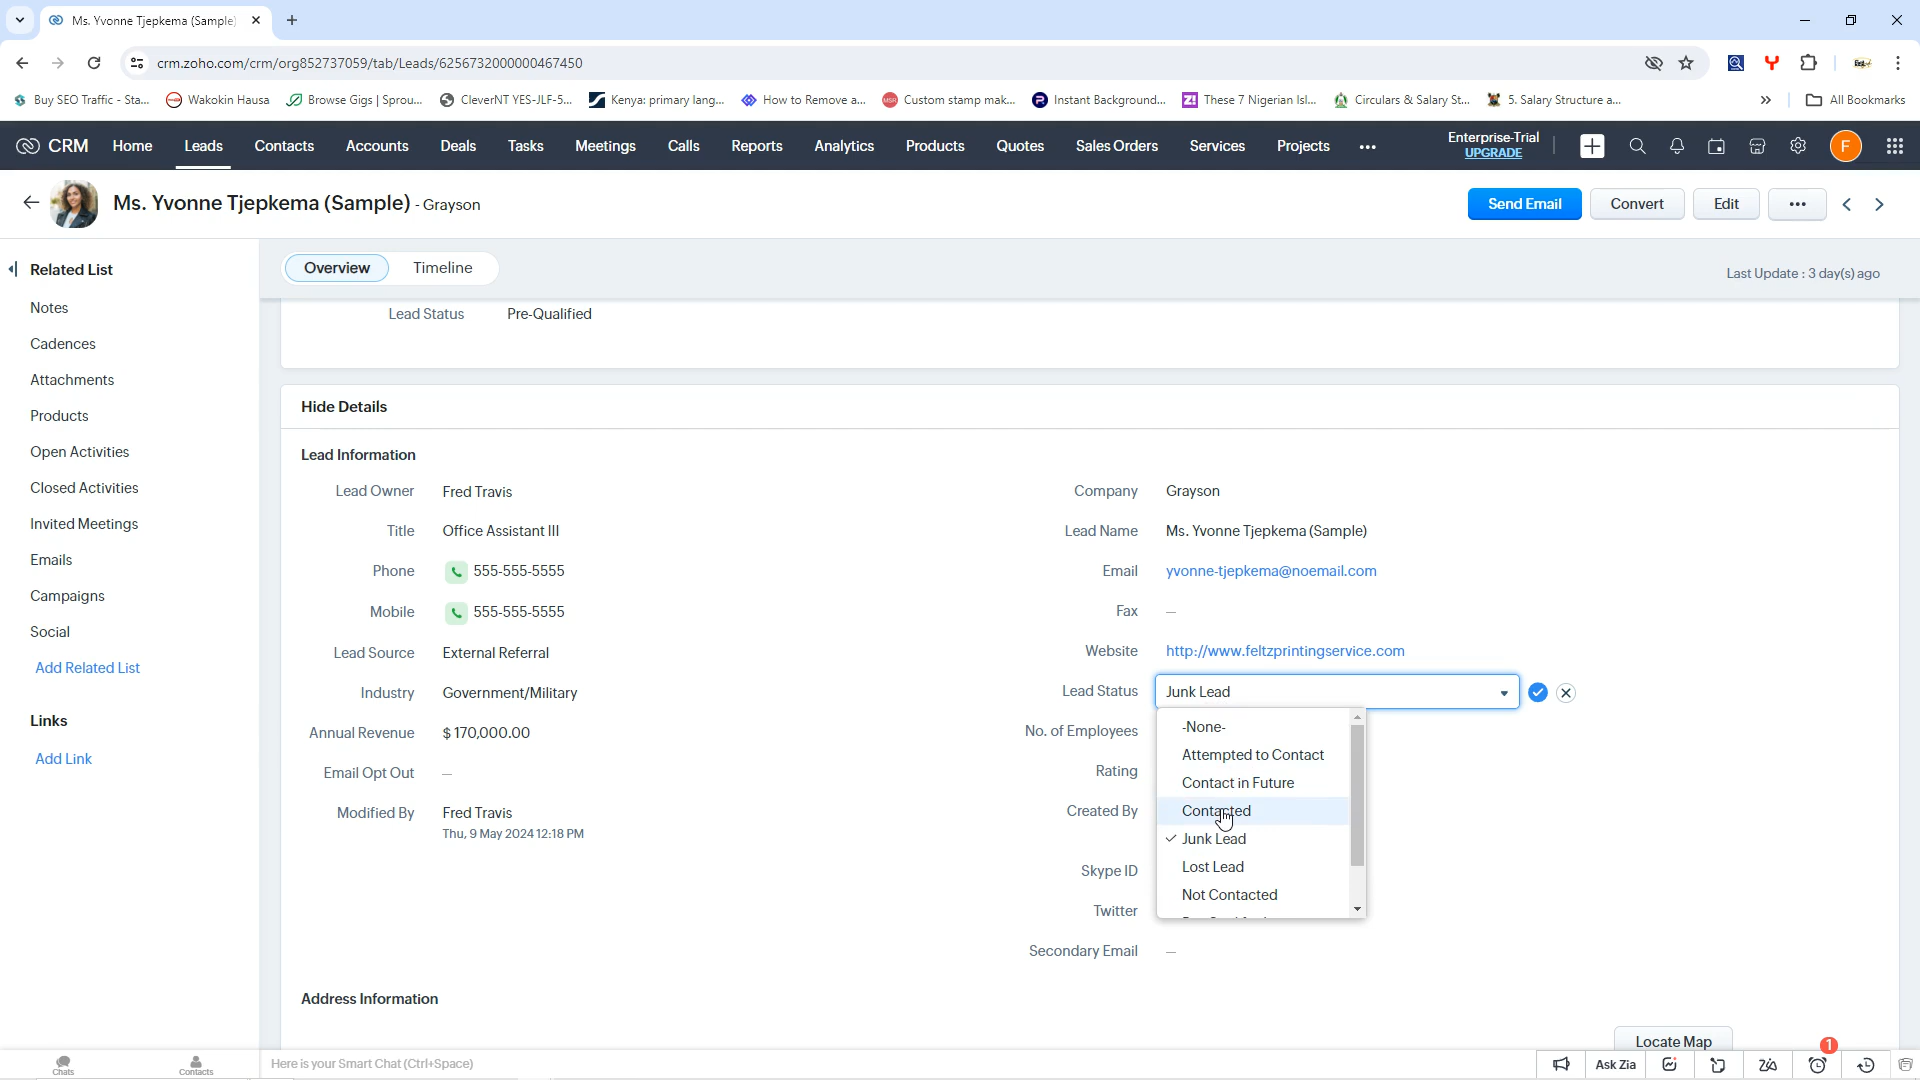 Ms. Yvonne Tjepkema (Sample)
crm.zoho.com/crm/org852737059/tab/Leads/6256732000000467450
Buy SEO Traffic - Sta...
Wakokin Hausa
Browse Gigs | Sprou...
CleverNT YES-JLF-5...
Kenya: primary lang...
How to Remove a...
Custom stamp mak...
Instant Background...
These 7 Nigerian Isl...
Circulars & Salary St...
5. Salary Structure a...
»
All Bookmarks
CRM
Home
Leads
Contacts
Accounts
Deals
Tasks
Meetings
Calls
Reports
Analytics
Products
Quotes
Sales Orders
Services
Projects
Enterprise-Trial
UPGRADE
F
Ms. Yvonne Tjepkema (Sample) - Grayson
Send Email
Convert
Edit
Related List
Notes
Cadences
Attachments
Products
Open Activities
Closed Activities
Invited Meetings
Emails
Campaigns
Social
Add Related List
Links
Add Link
Overview
Timeline
Last Update : 3 day(s) ago
Lead Status Pre-Qualified
Hide Details
Lead Information
Lead Owner Fred Travis
Title Office Assistant III
Phone 555-555-5555
Mobile 555-555-5555
Lead Source External Referral
Industry Government/Military
Annual Revenue $ 170,000.00
Email Opt Out —
Modified By Fred Travis
Thu, 9 May 2024 12:18 PM
Company Grayson
Lead Name Ms. Yvonne Tjepkema (Sample)
Email yvonne-tjepkema@noemail.com
Fax —
Website http://www.feltzprintingservice.com
Lead Status Junk Lead
No. of Employees
Rating
Created By
Skype ID
Twitter
Secondary Email —
-None-
Attempted to Contact
Contact in Future
Contacted
Junk Lead
Lost Lead
Not Contacted
Address Information
Locate Map
Chats
Contacts
Here is your Smart Chat (Ctrl+Space)
Ask Zia
1